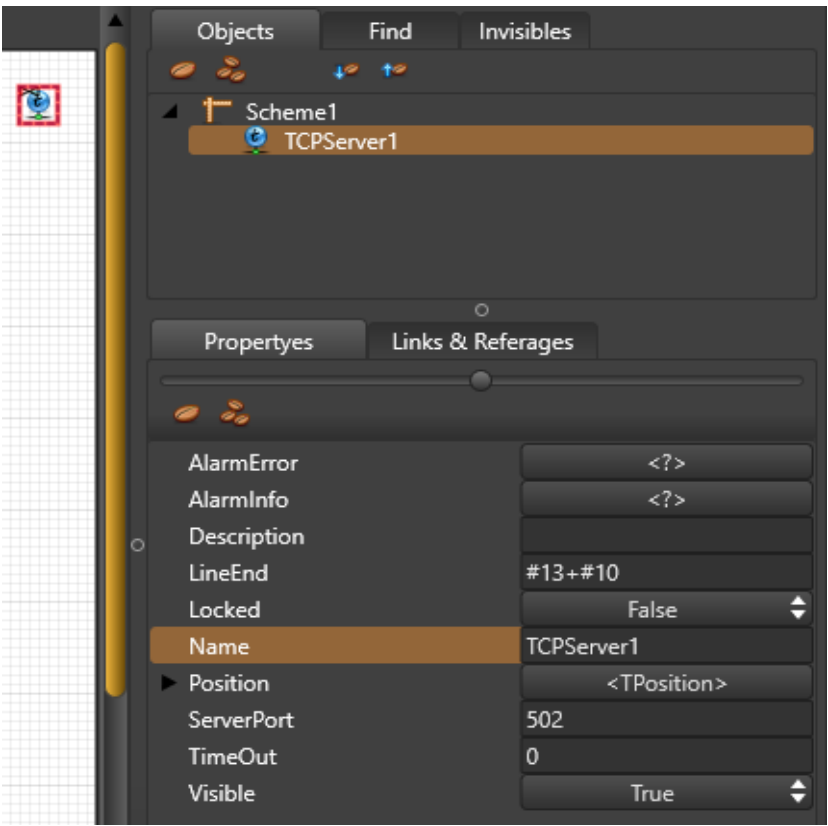 Objects Find Invisibles
Scheme1
TCPServer1
Propertyes Links & Referages
AlarmError <?>
AlarmInfo <?>
Description
LineEnd #13+#10
Locked False
Name TCPServer1
Position <TPosition>
ServerPort 502
TimeOut 0
Visible True